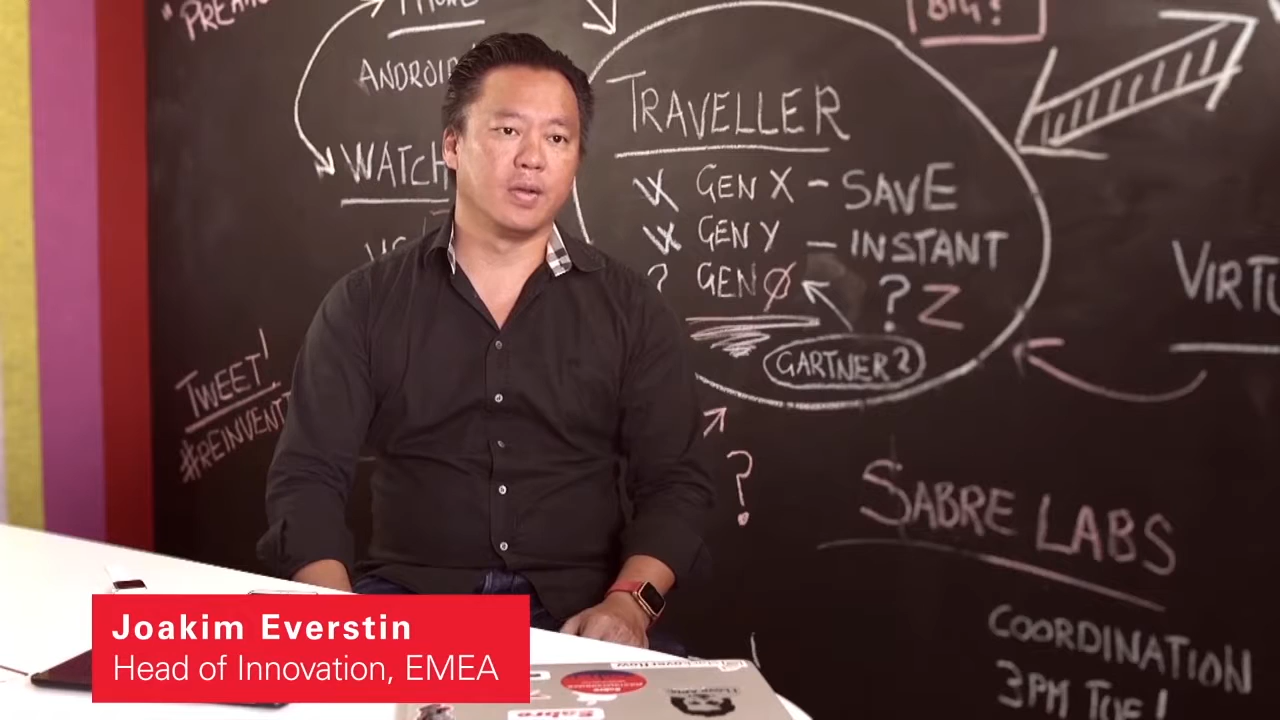 PHONE
BIG?
ANDROID
TRAVELLER
WATCH
GEN X - SAVE
GEN Y - INSTANT
? GEN Ø
? Z
GARTNER?
VIRTU
TWEET!
#REINVENT
?
SABRE LABS
COORDINATION
3PM TUE!
Joakim Everstin
Head of Innovation, EMEA
Sabre